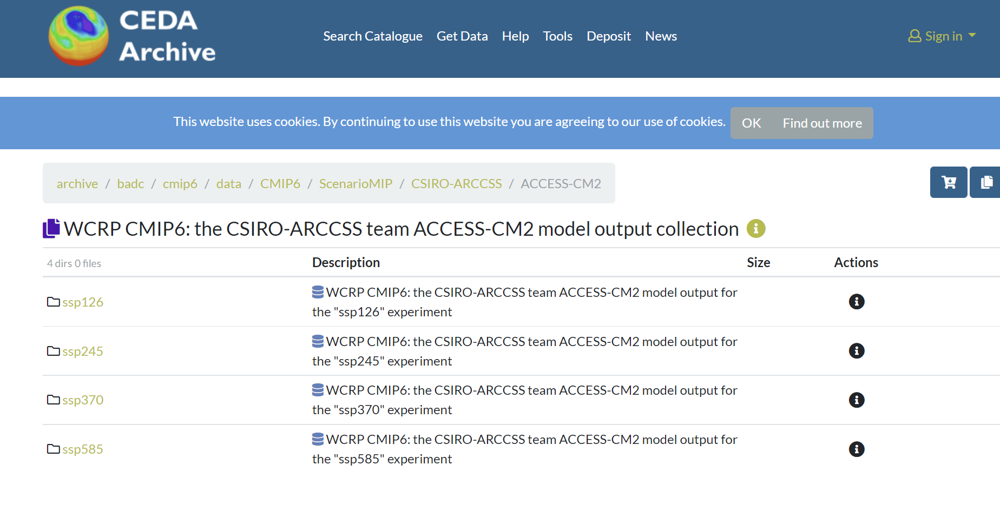 CEDA
Archive
Search Catalogue Get Data Help Tools Deposit News
Sign in
This website uses cookies. By continuing to use this website you are agreeing to our use of cookies. OK Find out more
archive / badc / cmip6 / data / CMIP6 / ScenarioMIP / CSIRO-ARCCSS / ACCESS-CM2
WCRP CMIP6: the CSIRO-ARCCSS team ACCESS-CM2 model output collection
4 dirs 0 files Description Size Actions
ssp126
WCRP CMIP6: the CSIRO-ARCCSS team ACCESS-CM2 model output for
the "ssp126" experiment
ssp245
WCRP CMIP6: the CSIRO-ARCCSS team ACCESS-CM2 model output for
the "ssp245" experiment
ssp370
WCRP CMIP6: the CSIRO-ARCCSS team ACCESS-CM2 model output for
the "ssp370" experiment
ssp585
WCRP CMIP6: the CSIRO-ARCCSS team ACCESS-CM2 model output for
the "ssp585" experiment